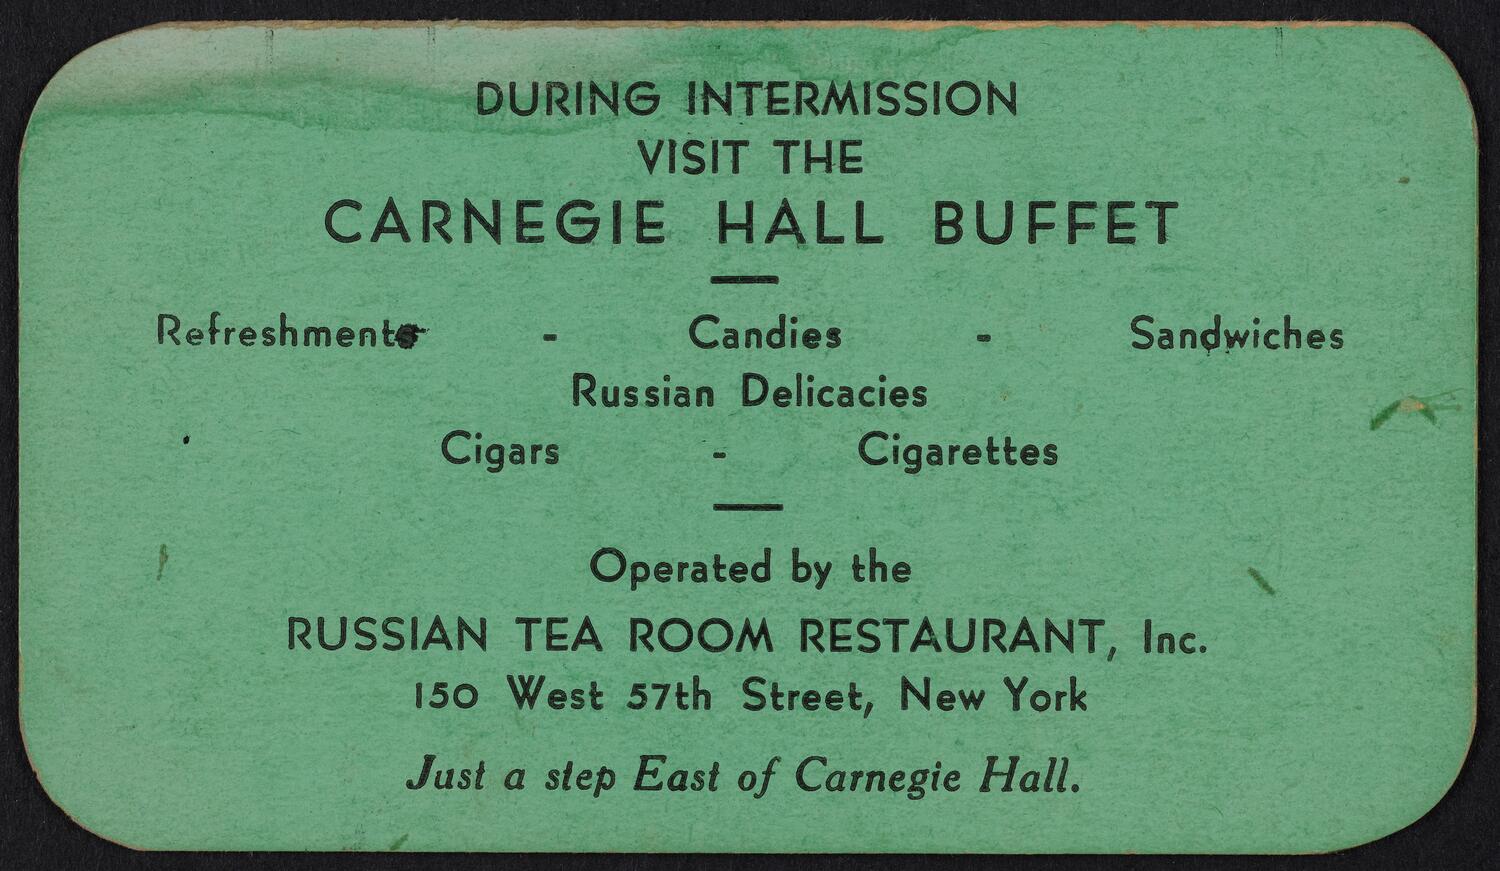 DURING INTERMISSION
VISIT THE
CARNEGIE HALL BUFFET
Refreshments - Candies - Sandwiches
Russian Delicacies
Cigars - Cigarettes
Operated by the
RUSSIAN TEA ROOM RESTAURANT, Inc.
150 West 57th Street, New York
Just a step East of Carnegie Hall.